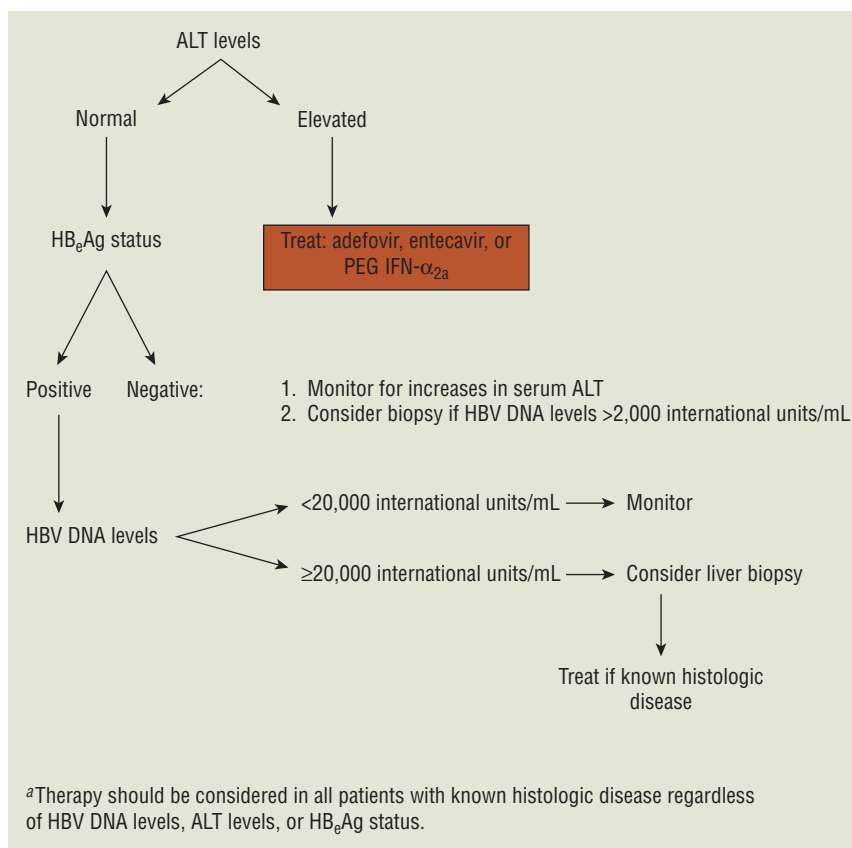 ALT levels
Normal
Elevated
HBeAg status
Treat: adefovir, entecavir, or
PEG IFN-α2a
Positive
Negative:
1. Monitor for increases in serum ALT
2. Consider biopsy if HBV DNA levels >2,000 international units/mL
HBV DNA levels
<20,000 international units/mL
Monitor
≥20,000 international units/mL
Consider liver biopsy
Treat if known histologic
disease
aTherapy should be considered in all patients with known histologic disease regardless
of HBV DNA levels, ALT levels, or HBeAg status.